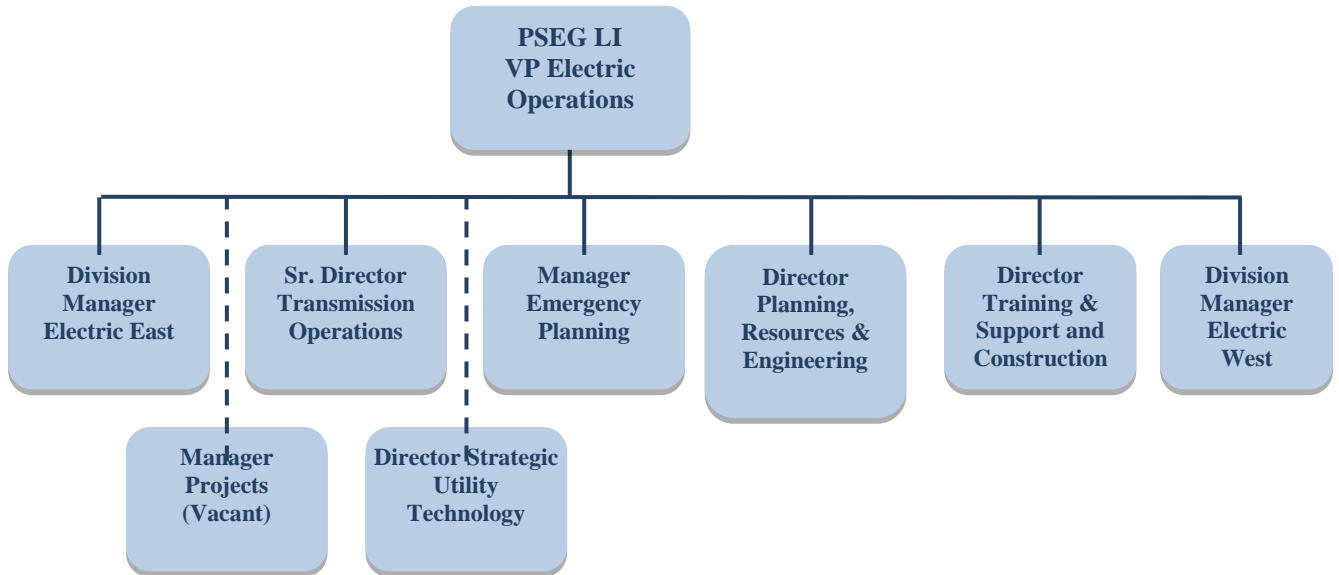 PSEG LI
VP Electric
Operations
Division
Manager
Electric East
Sr. Director
Transmission
Operations
Manager
Emergency
Planning
Director
Planning,
Resources &
Engineering
Director
Training &
Support and
Construction
Division
Manager
Electric
West
Manager
Projects
(Vacant)
Director Strategic
Utility
Technology